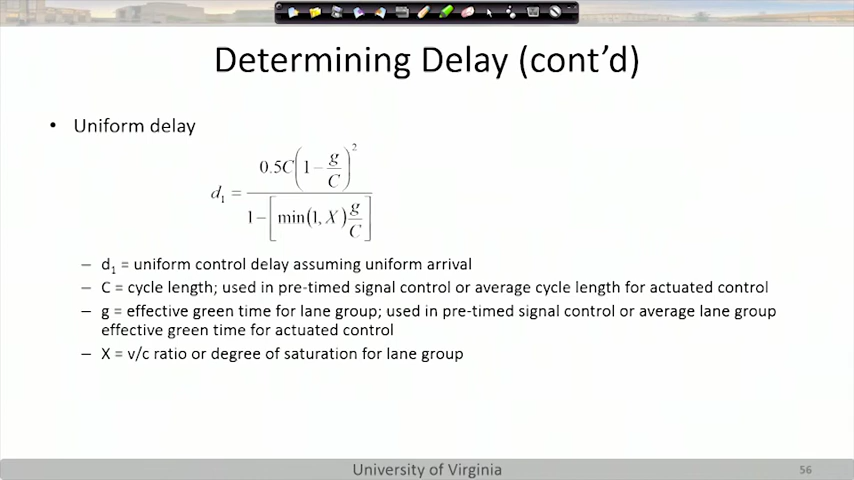 Determining Delay (cont'd)
• Uniform delay
d₁ = 0.5C(1 − g/C)² / 1 − [min(1, X) g/C]
– d₁ = uniform control delay assuming uniform arrival
– C = cycle length; used in pre-timed signal control or average cycle length for actuated control
– g = effective green time for lane group; used in pre-timed signal control or average lane group
effective green time for actuated control
– X = v/c ratio or degree of saturation for lane group
University of Virginia
56